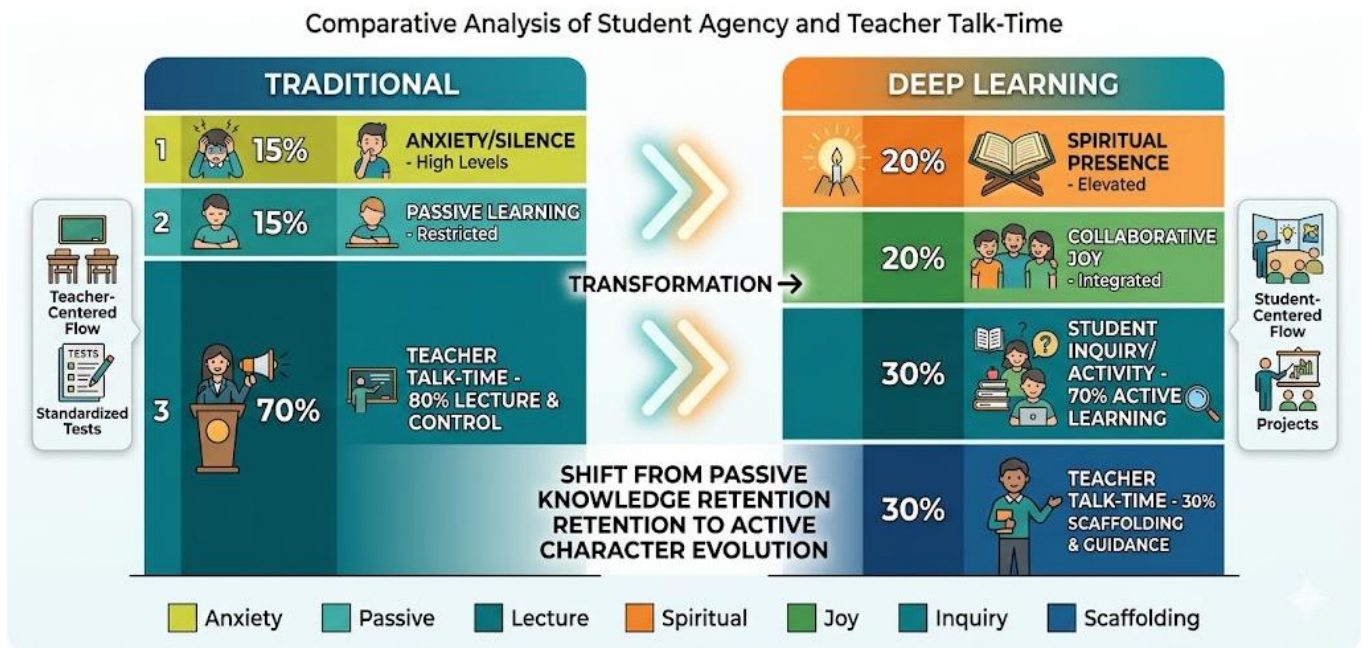 Comparative Analysis of Student Agency and Teacher Talk-Time
TRADITIONAL
1
15%
ANXIETY/SILENCE
- High Levels
2
15%
PASSIVE LEARNING
- Restricted
3
70%
TEACHER
TALK-TIME -
80% LECTURE &
CONTROL
Teacher-
Centered
Flow
TESTS
Standardized
Tests
TRANSFORMATION →
SHIFT FROM PASSIVE
KNOWLEDGE RETENTION
RETENTION TO ACTIVE
CHARACTER EVOLUTION
DEEP LEARNING
20%
SPIRITUAL
PRESENCE
- Elevated
20%
COLLABORATIVE
JOY
- Integrated
30%
? ?
STUDENT
INQUIRY/
ACTIVITY -
70% ACTIVE
LEARNING
30%
TEACHER
TALK-TIME - 30%
SCAFFOLDING
& GUIDANCE
Student-
Centered
Flow
Projects
Anxiety
Passive
Lecture
Spiritual
Joy
Inquiry
Scaffolding